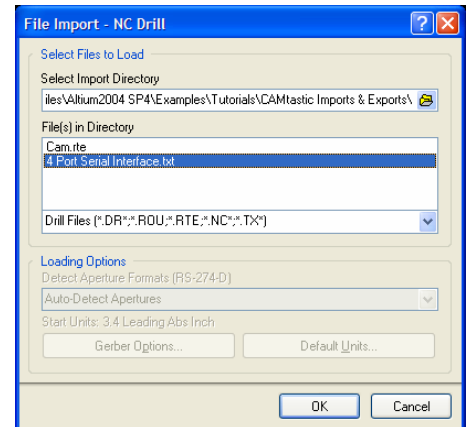 File Import - NC Drill
Select Files to Load
Select Import Directory
iles\Altium2004 SP4\Examples\Tutorials\CAMtastic Imports & Exports\
File(s) in Directory
Cam.rte
4 Port Serial Interface.txt
Drill Files (*.DR*;*.ROU;*.RTE;*.NC*;*.TX*)
Loading Options
Detect Aperture Formats (RS-274-D)
Auto-Detect Apertures
Start Units: 3.4 Leading Abs Inch
Gerber Options... Default Units...
OK Cancel